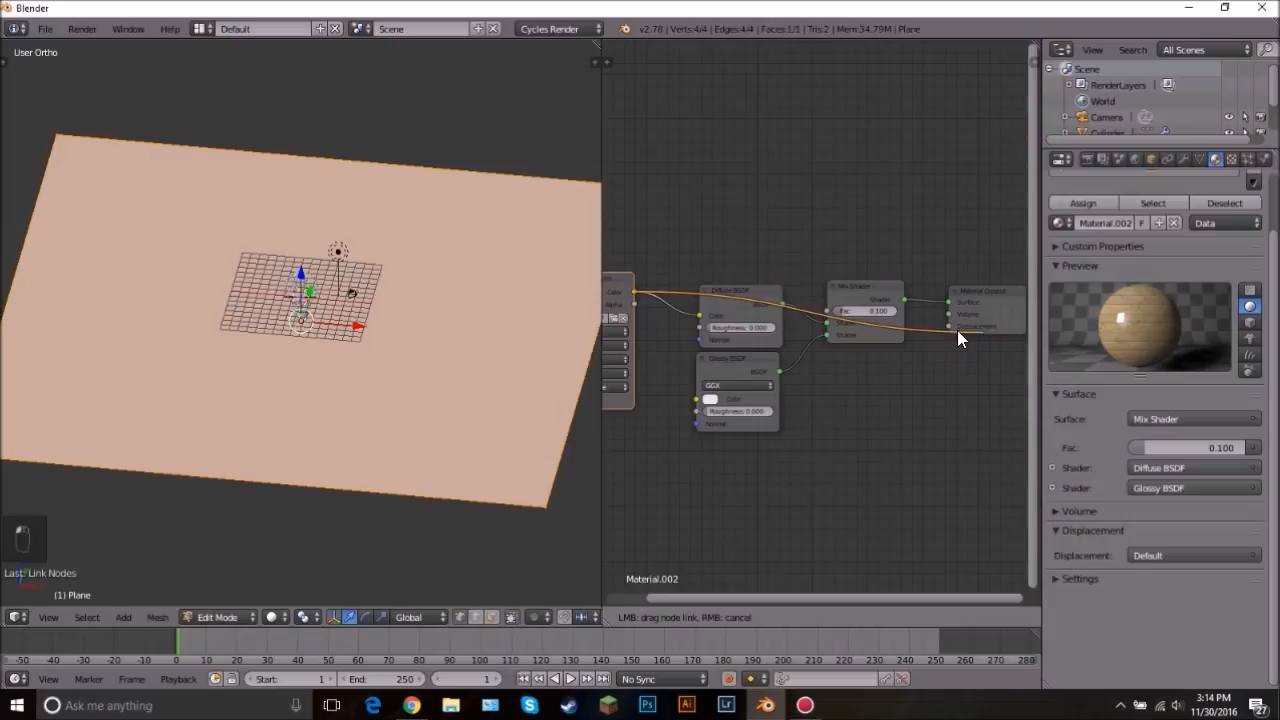 Blender
File Render Window Help Default Scene Cycles Render v2.78 | Verts:4/4 | Edges:4/4 | Faces:1/1 | Tris:2 | Mem:34.79M | Plane
View Search All Scenes
User Ortho
Scene
RenderLayers
World
Camera
Cylinder
Assign Select Deselect
Material.002 F Data
Custom Properties
Preview
Color
Alpha
Diffuse BSDF
BSDF
Color
Roughness: 0.000
Normal
Mix Shader
Shader
Fac: 0.100
Shader
Shader
Material Output
Surface
Volume
Displacement
Glossy BSDF
BSDF
GGX
Color
Roughness: 0.000
Normal
Surface
Surface: Mix Shader
Fac: 0.100
Shader: Diffuse BSDF
Shader: Glossy BSDF
Volume
Displacement
Displacement: Default
Settings
Last: Link Nodes
(1) Plane
Material.002
View Select Add Mesh Edit Mode Global
LMB: drag node link, RMB: cancel
-50 -40 -30 -20 -10 0 10 20 30 40 50 60 70 80 90 100 110 120 130 140 150 160 170 180 190 200 210 220 230 240 250 260 270 280
View Marker Frame Playback Start: 1 End: 250 1 No Sync
Ask me anything
Ps Ai Lr
3:14 PM
11/30/2016
27